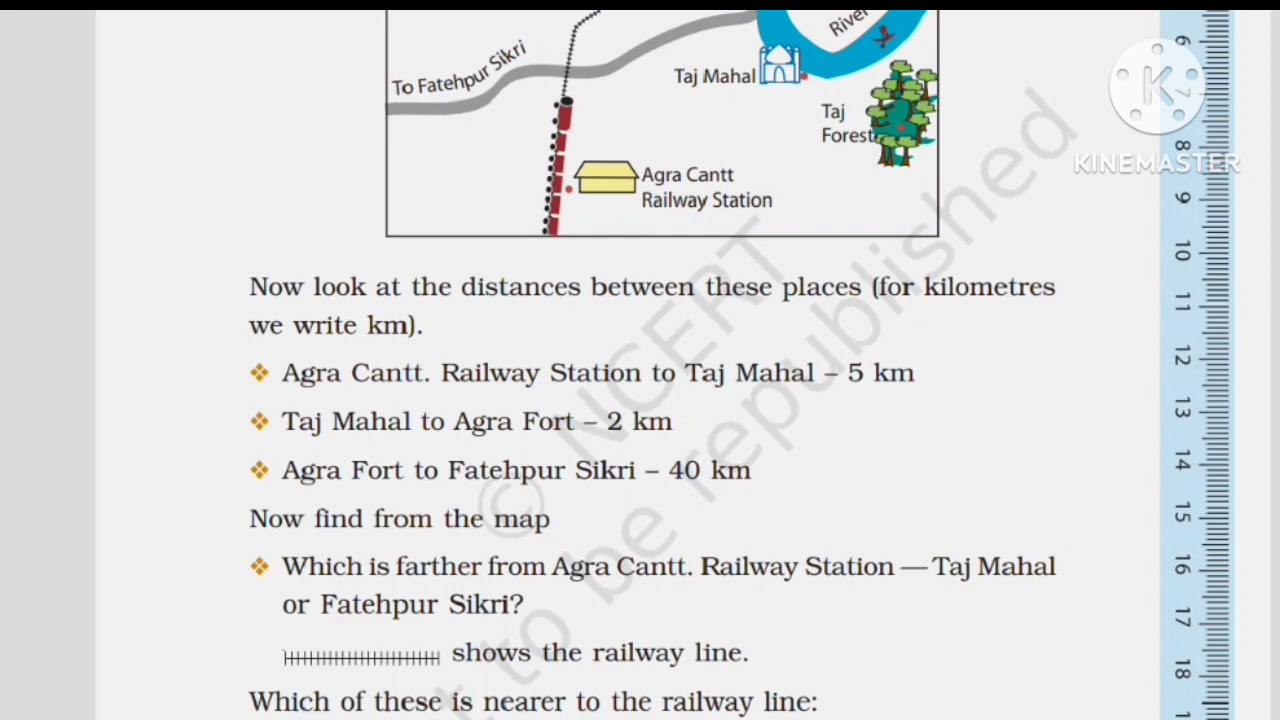 River
To Fatehpur Sikri
Taj Mahal
Taj
Forest
Agra Cantt
Railway Station
KINEMASTER
Now look at the distances between these places (for kilometres
we write km).
❖ Agra Cantt. Railway Station to Taj Mahal – 5 km
❖ Taj Mahal to Agra Fort – 2 km
❖ Agra Fort to Fatehpur Sikri – 40 km
Now find from the map
❖ Which is farther from Agra Cantt. Railway Station — Taj Mahal
or Fatehpur Sikri?
shows the railway line.
Which of these is nearer to the railway line:
© NCERT
to be republished
6
7
8
9
10
11
12
13
14
15
16
17
18